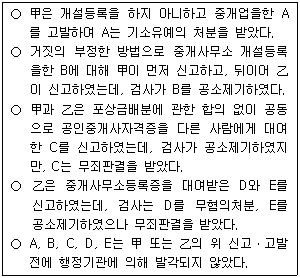 ○ 甲은 개설등록을 하지 아니하고 중개업을한 A
를 고발하여 A는 기소유예의 처분을 받았다.
○ 거짓의 부정한 방법으로 중개사무소 개설등록
을한 B에 대해 甲이 먼저 신고하고, 뒤이어 乙
이 신고하였는데, 검사가 B를 공소제기하였다.
○ 甲과 乙은 포상금배분에 관한 합의 없이 공동
으로 공인중개사자격증을 다른 사람에게 대여
한 C를 신고하였는데, 검사가 공소제기하였지
만, C는 무죄판결을 받았다.
○ 乙은 중개사무소등록증을 대여받은 D와 E를
신고하였는데, 검사는 D를 무혐의처분, E를
공소제기하였으나 무죄판결을 받았다.
○ A, B, C, D, E는 甲 또는 乙의 위 신고·고발
전에 행정기관에 의해 발각되지 않았다.